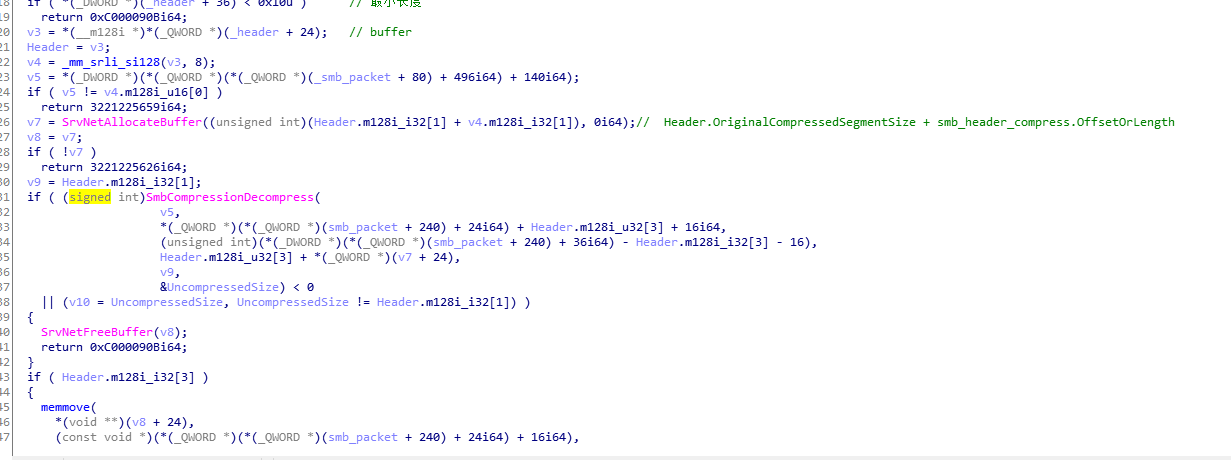 18 if ( *(_DWORD *)(_header + 36) < 0x10u ) // 最小长度
19 return 0xC000090Bi64;
20 v3 = *(__m128i *)*(_QWORD *)(_header + 24); // buffer
21 Header = v3;
22 v4 = _mm_srli_si128(v3, 8);
23 v5 = *(_DWORD *)(*(_QWORD *)(*(_QWORD *)(_smb_packet + 80) + 496i64) + 140i64);
24 if ( v5 != v4.m128i_u16[0] )
25 return 3221225659i64;
26 v7 = SrvNetAllocateBuffer((unsigned int)(Header.m128i_i32[1] + v4.m128i_i32[1]), 0i64);// Header.OriginalCompressedSegmentSize + smb_header_compress.OffsetOrLength
27 v8 = v7;
28 if ( !v7 )
29 return 3221225626i64;
30 v9 = Header.m128i_i32[1];
31 if ( (signed int)SmbCompressionDecompress(
32 v5,
33 *(_QWORD *)(*(_QWORD *)(smb_packet + 240) + 24i64) + Header.m128i_u32[3] + 16i64,
34 (unsigned int)(*(_DWORD *)(*(_QWORD *)(smb_packet + 240) + 36i64) - Header.m128i_i32[3] - 16),
35 Header.m128i_u32[3] + *(_QWORD *)(v7 + 24),
36 v9,
37 &UncompressedSize) < 0
38 || (v10 = UncompressedSize, UncompressedSize != Header.m128i_i32[1]) )
39 {
40 SrvNetFreeBuffer(v8);
41 return 0xC000090Bi64;
42 }
43 if ( Header.m128i_i32[3] )
44 {
45 memmove(
46 *(void **)(v8 + 24),
47 (const void *)(*(_QWORD *)(*(_QWORD *)(smb_packet + 240) + 24i64) + 16i64),